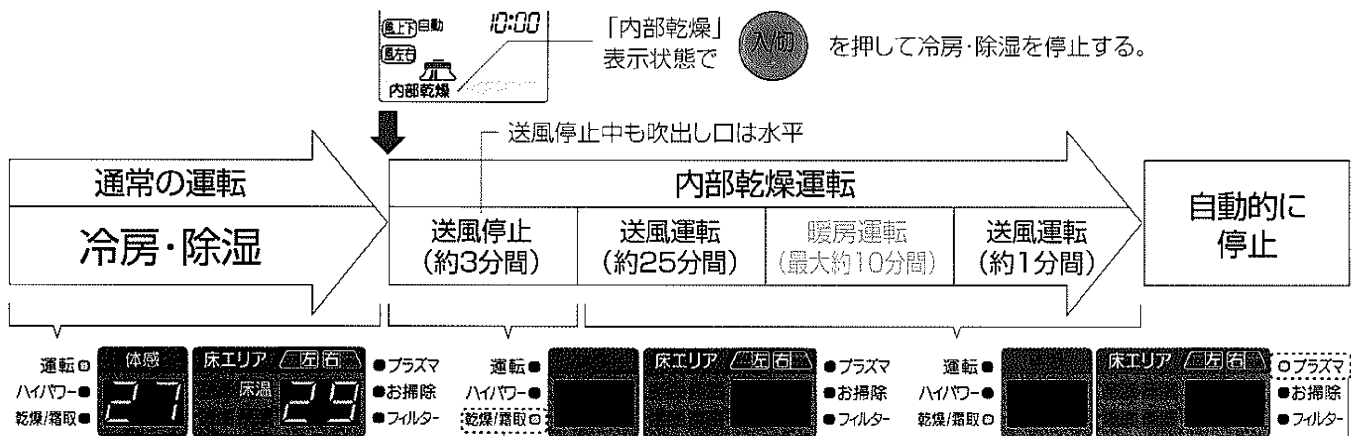 風上下 自動 10:00
風左右
内部乾燥
「内部乾燥」
表示状態で
入/切
を押して冷房・除湿を停止する。
送風停止中も吹出し口は水平
通常の運転
冷房・除湿
内部乾燥運転
送風停止
(約3分間)
送風運転
(約25分間)
暖房運転
(最大約10分間)
送風運転
(約1分間)
自動的に
停止
運転
ハイパワー
乾燥/霜取
体感
27
床エリア 左 右
床温 29
プラズマ
お掃除
フィルター
運転
ハイパワー
乾燥/霜取
床エリア 左 右
プラズマ
お掃除
フィルター
運転
ハイパワー
乾燥/霜取
床エリア 左 右
プラズマ
お掃除
フィルター